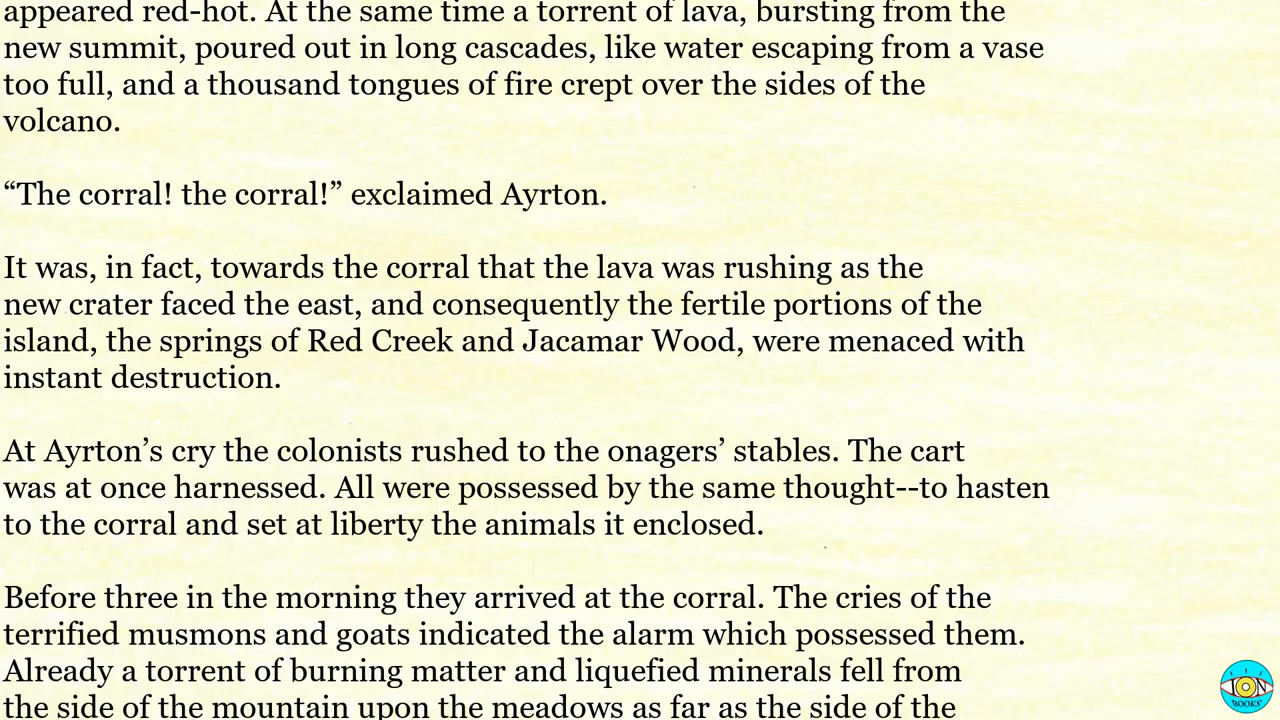 appeared red-hot. At the same time a torrent of lava, bursting from the
new summit, poured out in long cascades, like water escaping from a vase
too full, and a thousand tongues of fire crept over the sides of the
volcano.
“The corral! the corral!” exclaimed Ayrton.
It was, in fact, towards the corral that the lava was rushing as the
new crater faced the east, and consequently the fertile portions of the
island, the springs of Red Creek and Jacamar Wood, were menaced with
instant destruction.
At Ayrton’s cry the colonists rushed to the onagers’ stables. The cart
was at once harnessed. All were possessed by the same thought--to hasten
to the corral and set at liberty the animals it enclosed.
Before three in the morning they arrived at the corral. The cries of the
terrified musmons and goats indicated the alarm which possessed them.
Already a torrent of burning matter and liquefied minerals fell from
the side of the mountain upon the meadows as far as the side of the
ION
BOOKS